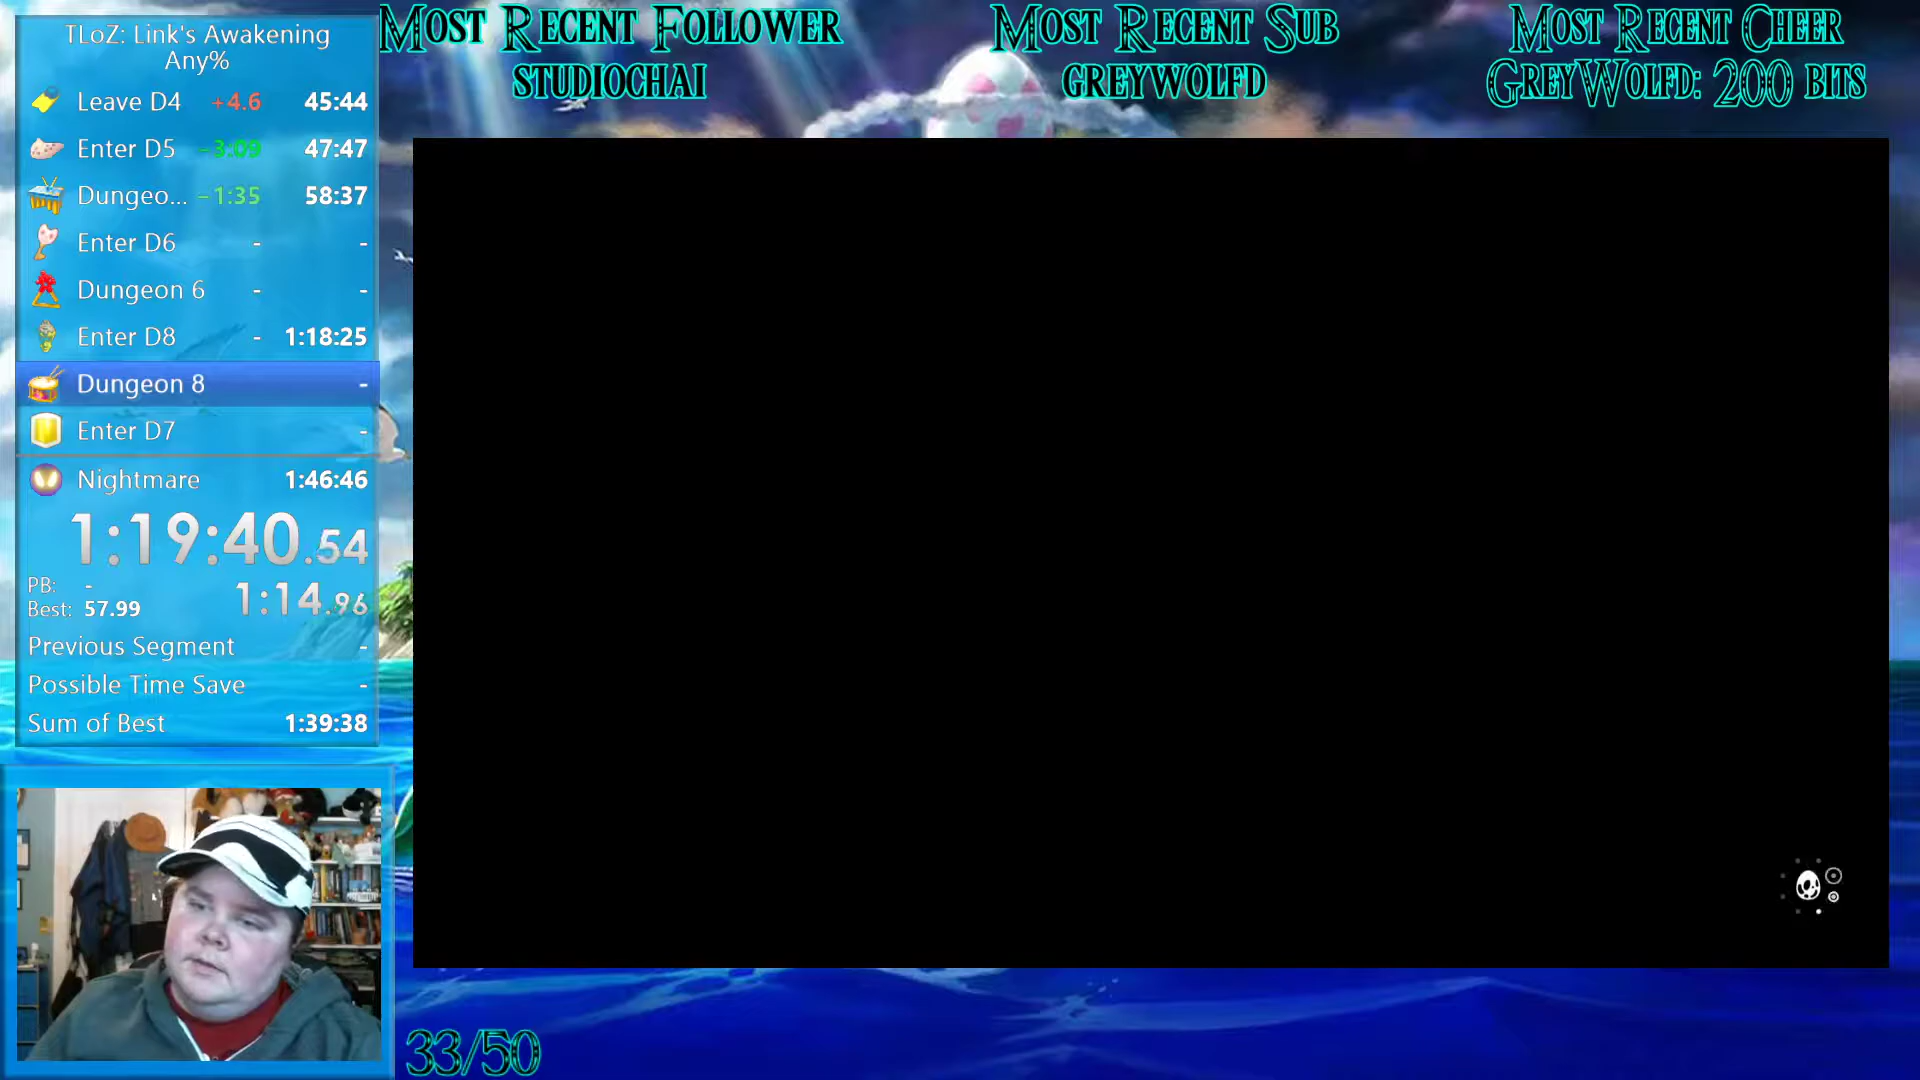 TLoZ: Link's Awakening
Any%
Leave D4 +4.6 45:44
Enter D5 -3:09 47:47
Dungeo... -1:35 58:37
Enter D6 - -
Dungeon 6 - -
Enter D8 - 1:18:25
Dungeon 8 -
Enter D7 -
Nightmare 1:46:46
1:19:40.54
PB: -
Best: 57.99
1:14.96
Previous Segment -
Possible Time Save -
Sum of Best 1:39:38
Most Recent Follower
studiochai
Most Recent Sub
greywolfd
Most Recent Cheer
GreyWolfd: 200 bits
33/50